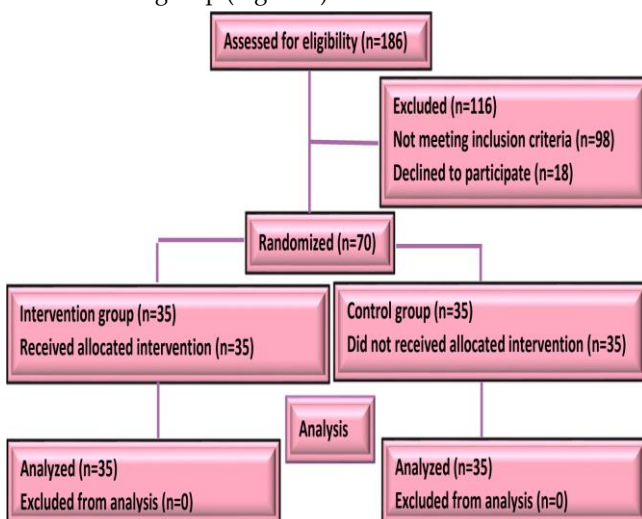 Assessed for eligibility (n=186)
Excluded (n=116)
Not meeting inclusion criteria (n=98)
Declined to participate (n=18)
Randomized (n=70)
Intervention group (n=35)
Received allocated intervention (n=35)
Control group (n=35)
Did not received allocated intervention (n=35)
Analysis
Analyzed (n=35)
Excluded from analysis (n=0)
Analyzed (n=35)
Excluded from analysis (n=0)